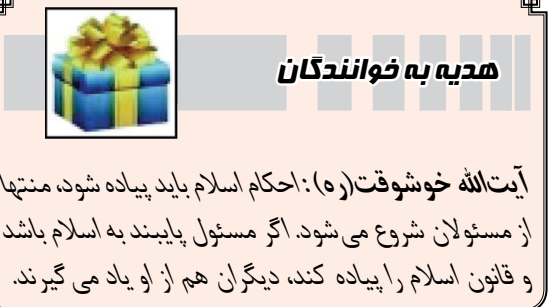 هدیه به خوانندگان
آیت‌الله خوشوقت(ره): احکام اسلام باید پیاده شود، منتها
از مسئولان شروع می‌شود. اگر مسئول پایبند به اسلام باشد
و قانون اسلام را پیاده کند، دیگران هم از او یاد می گیرند.